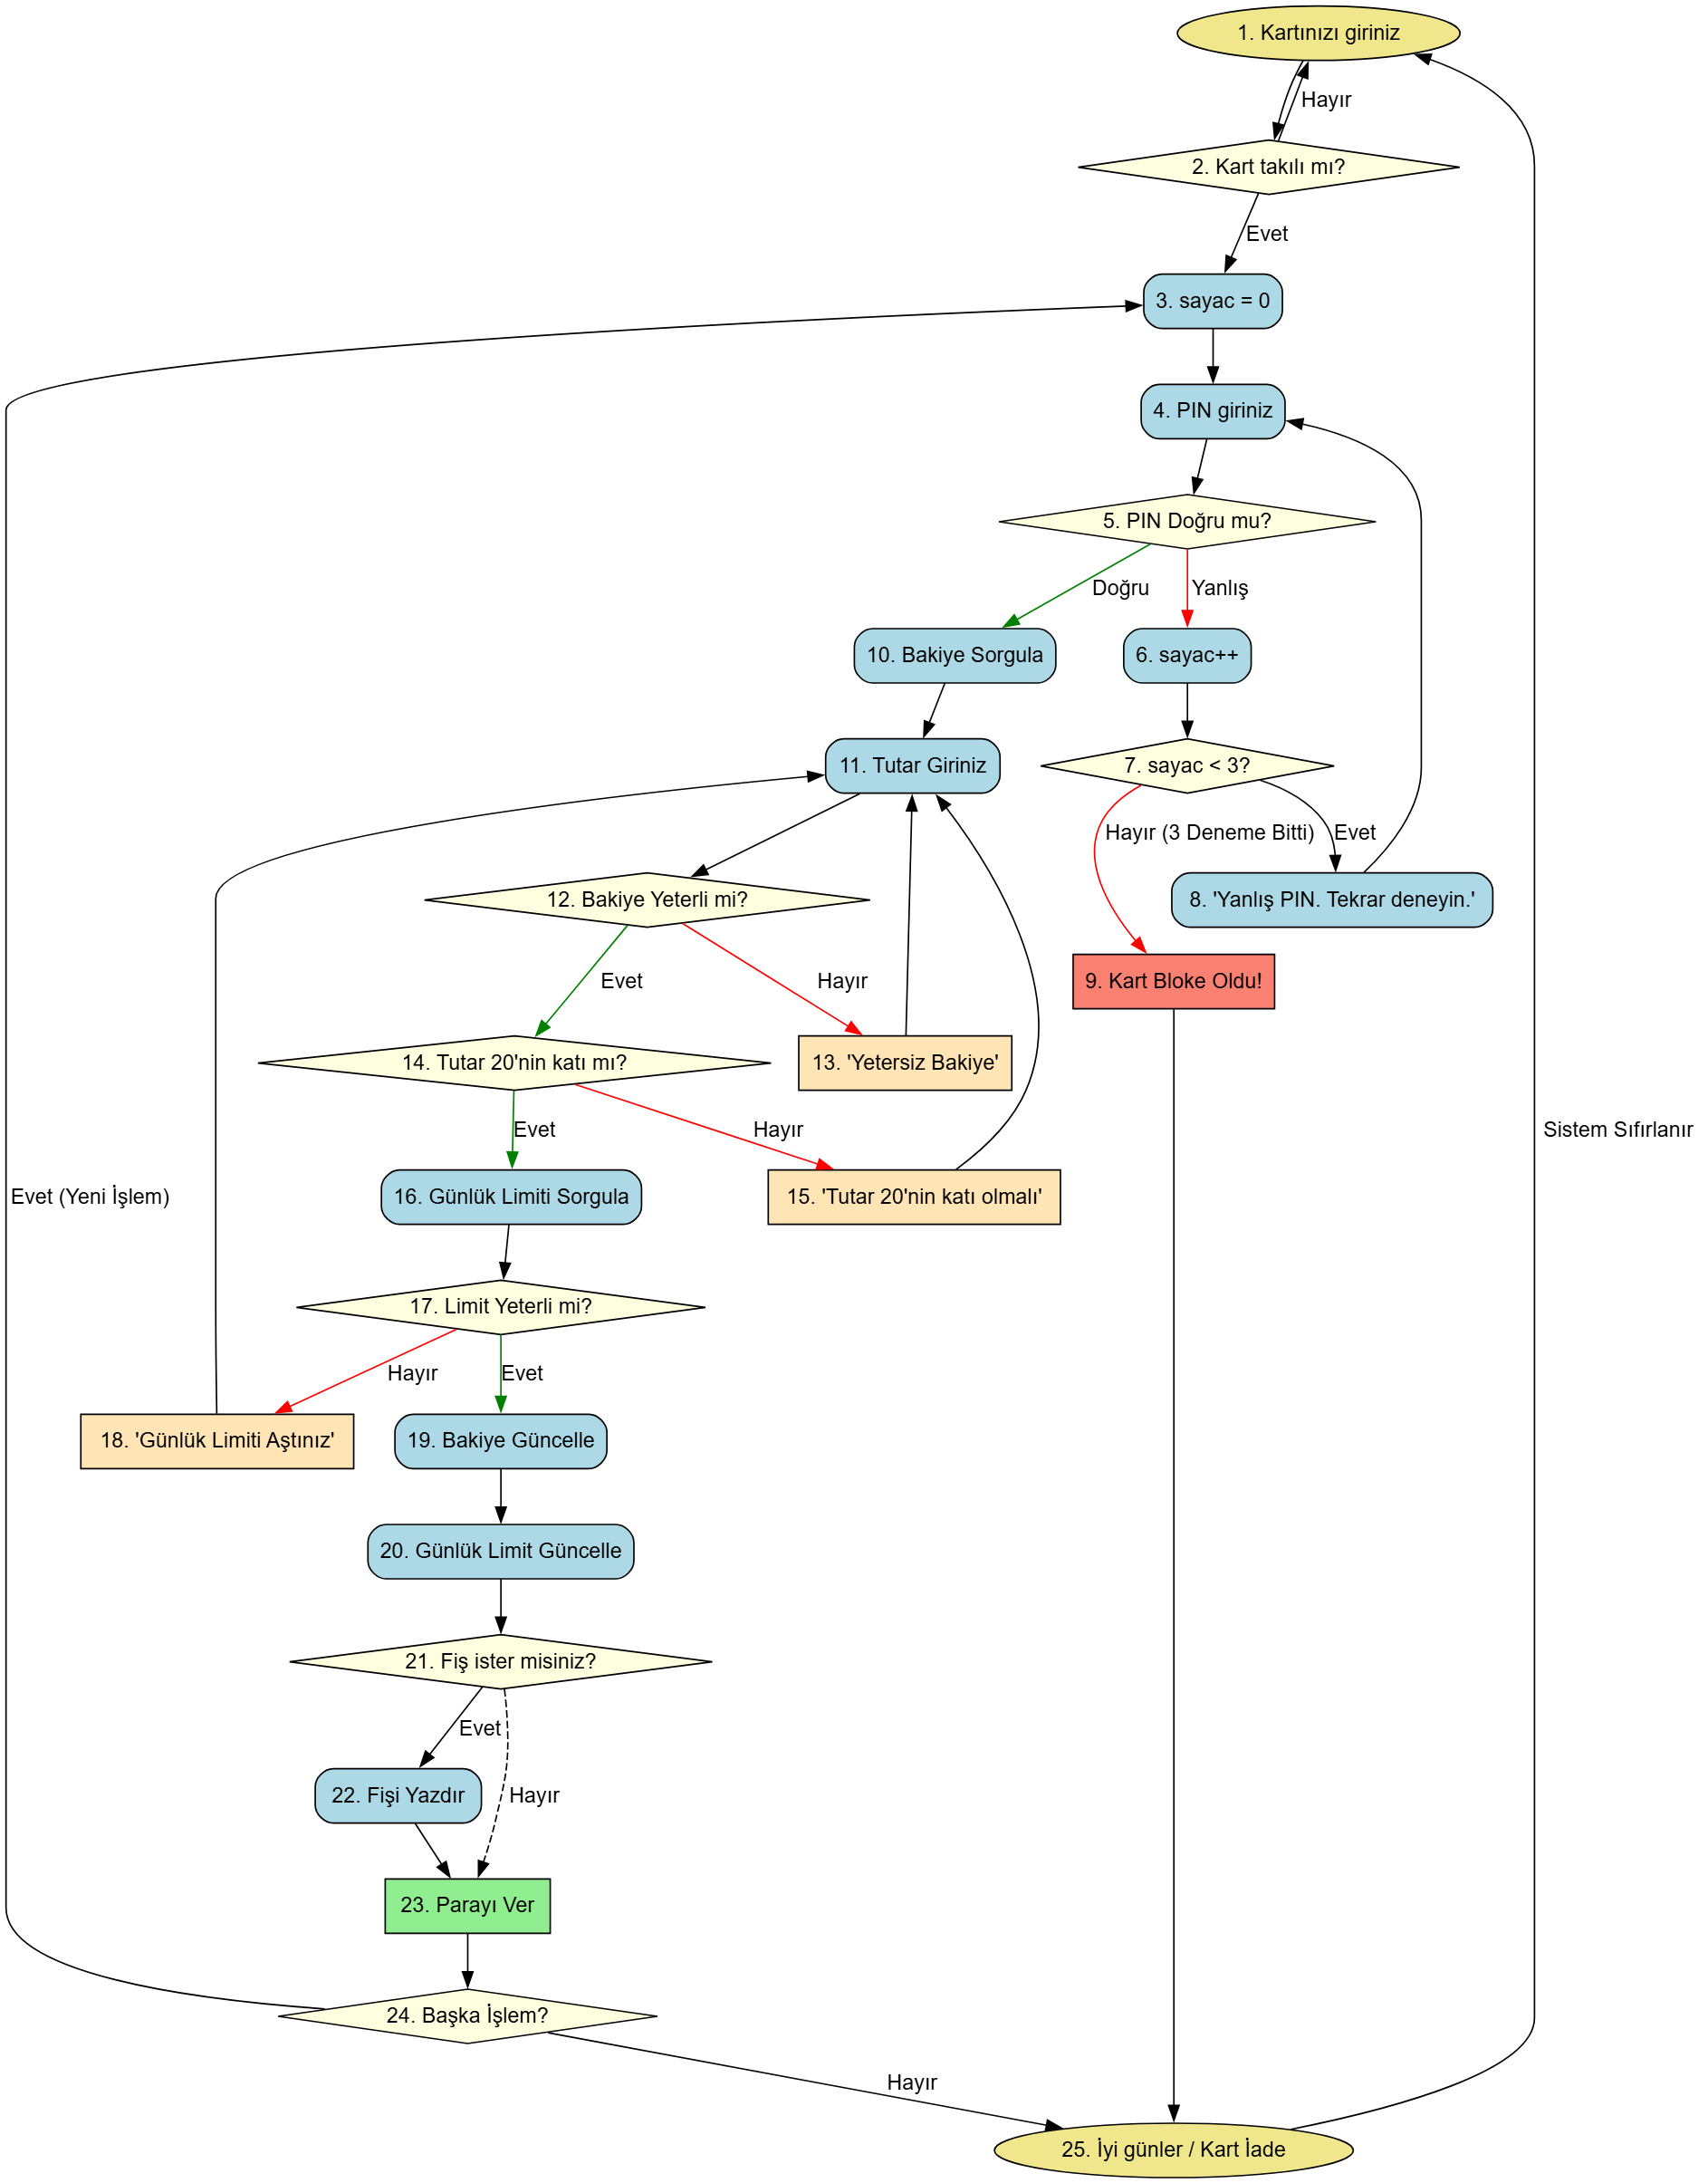 1. Kartınızı giriniz
Hayır
2. Kart takılı mı?
Evet
3. sayac = 0
4. PIN giriniz
5. PIN Doğru mu?
Doğru
Yanlış
10. Bakiye Sorgula
6. sayac++
11. Tutar Giriniz
7. sayac < 3?
Hayır (3 Deneme Bitti)
Evet
12. Bakiye Yeterli mi?
8. 'Yanlış PIN. Tekrar deneyin.'
Evet
Hayır
9. Kart Bloke Oldu!
14. Tutar 20'nin katı mı?
13. 'Yetersiz Bakiye'
Evet
Hayır
Sistem Sıfırlanır
Evet (Yeni İşlem)
16. Günlük Limiti Sorgula
15. 'Tutar 20'nin katı olmalı'
17. Limit Yeterli mi?
Hayır
Evet
18. 'Günlük Limiti Aştınız'
19. Bakiye Güncelle
20. Günlük Limit Güncelle
21. Fiş ister misiniz?
Evet
22. Fişi Yazdır
Hayır
23. Parayı Ver
24. Başka İşlem?
Hayır
25. İyi günler / Kart İade